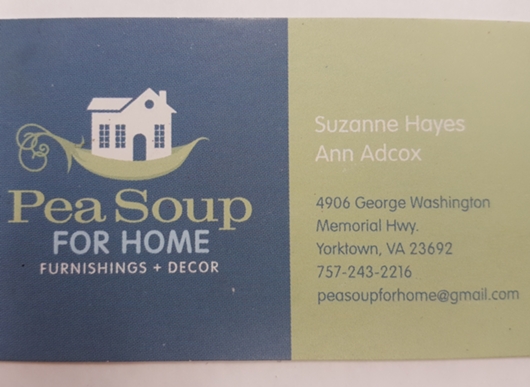 Pea Soup
FOR HOME
FURNISHINGS + DECOR
Suzanne Hayes
Ann Adcox
4906 George Washington
Memorial Hwy.
Yorktown, VA 23692
757-243-2216
peasoupforhome@gmail.com